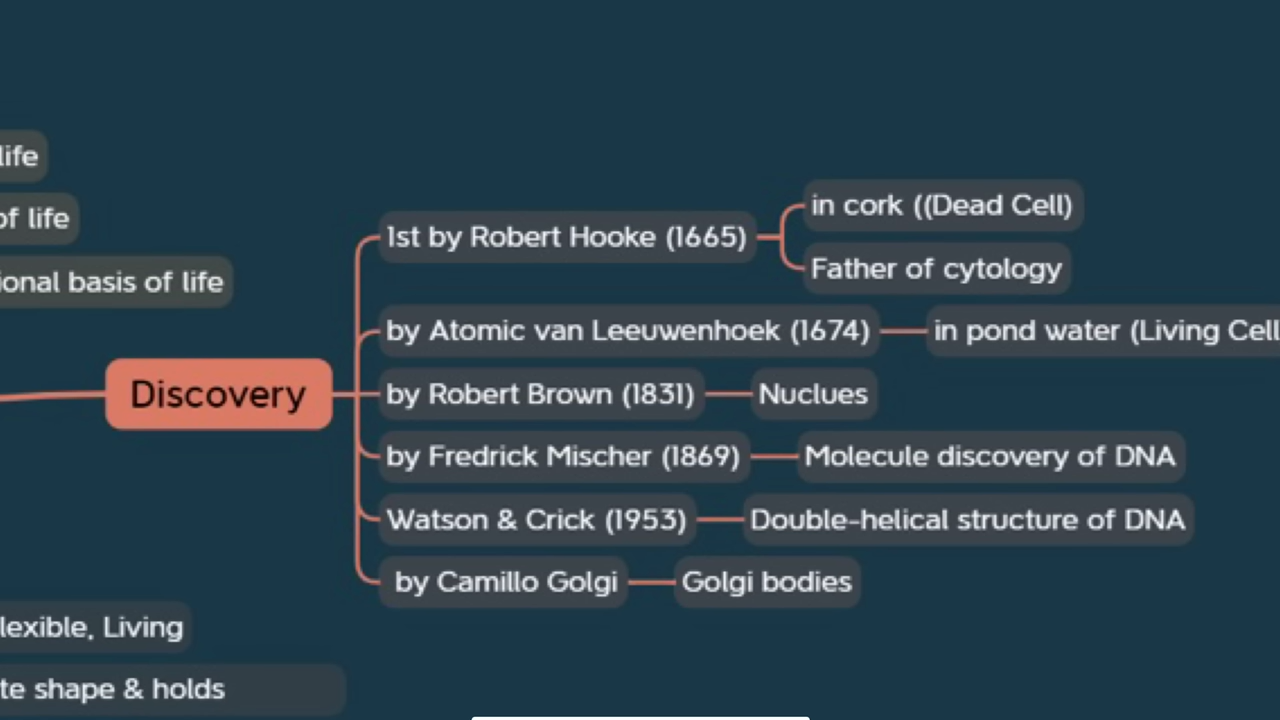 life
of life
ional basis of life
Discovery
1st by Robert Hooke (1665)
in cork ((Dead Cell)
Father of cytology
by Atomic van Leeuwenhoek (1674)
in pond water (Living Cell
by Robert Brown (1831)
Nuclues
by Fredrick Mischer (1869)
Molecule discovery of DNA
Watson & Crick (1953)
Double-helical structure of DNA
by Camillo Golgi
Golgi bodies
lexible, Living
te shape & holds